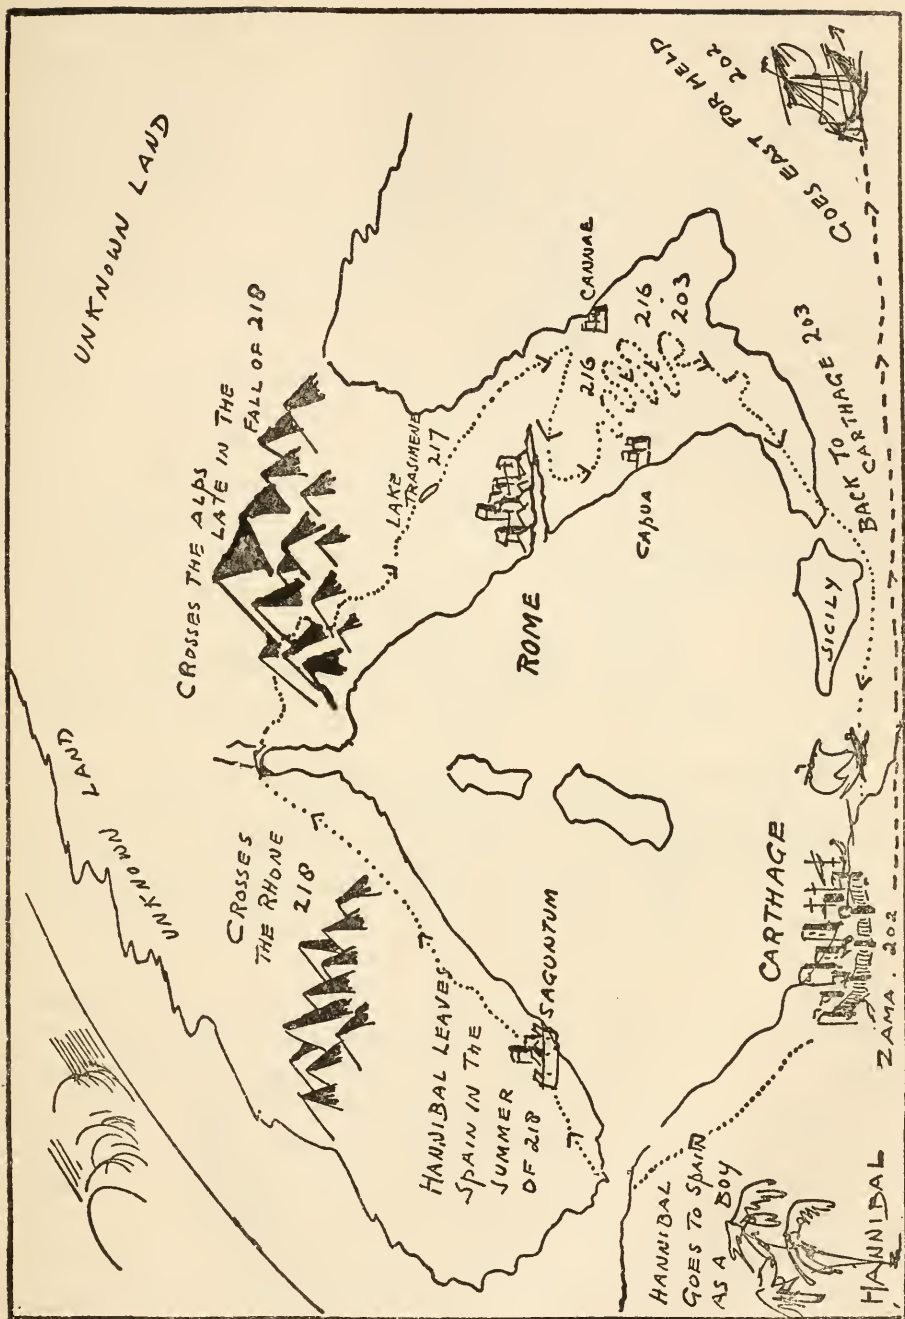 UNKNOWN LAND
UNKNOWN LAND
CROSSES THE ALPS
LATE IN THE
FALL OF 218
CROSSES
THE RHONE
218
LAKE
TRASIMENE
217
HANNIBAL LEAVES
SPAIN IN THE
SUMMER
OF 218
SAGUNTUM
ROME
CANNAE
216
216
203
CAPUA
SICILY
CARTHAGE
BACK TO
CARTHAGE 203
GOES EAST FOR HELP
202
HANNIBAL
GOES TO SPAIN
AS A
BOY
ZAMA . 202
HANNIBAL